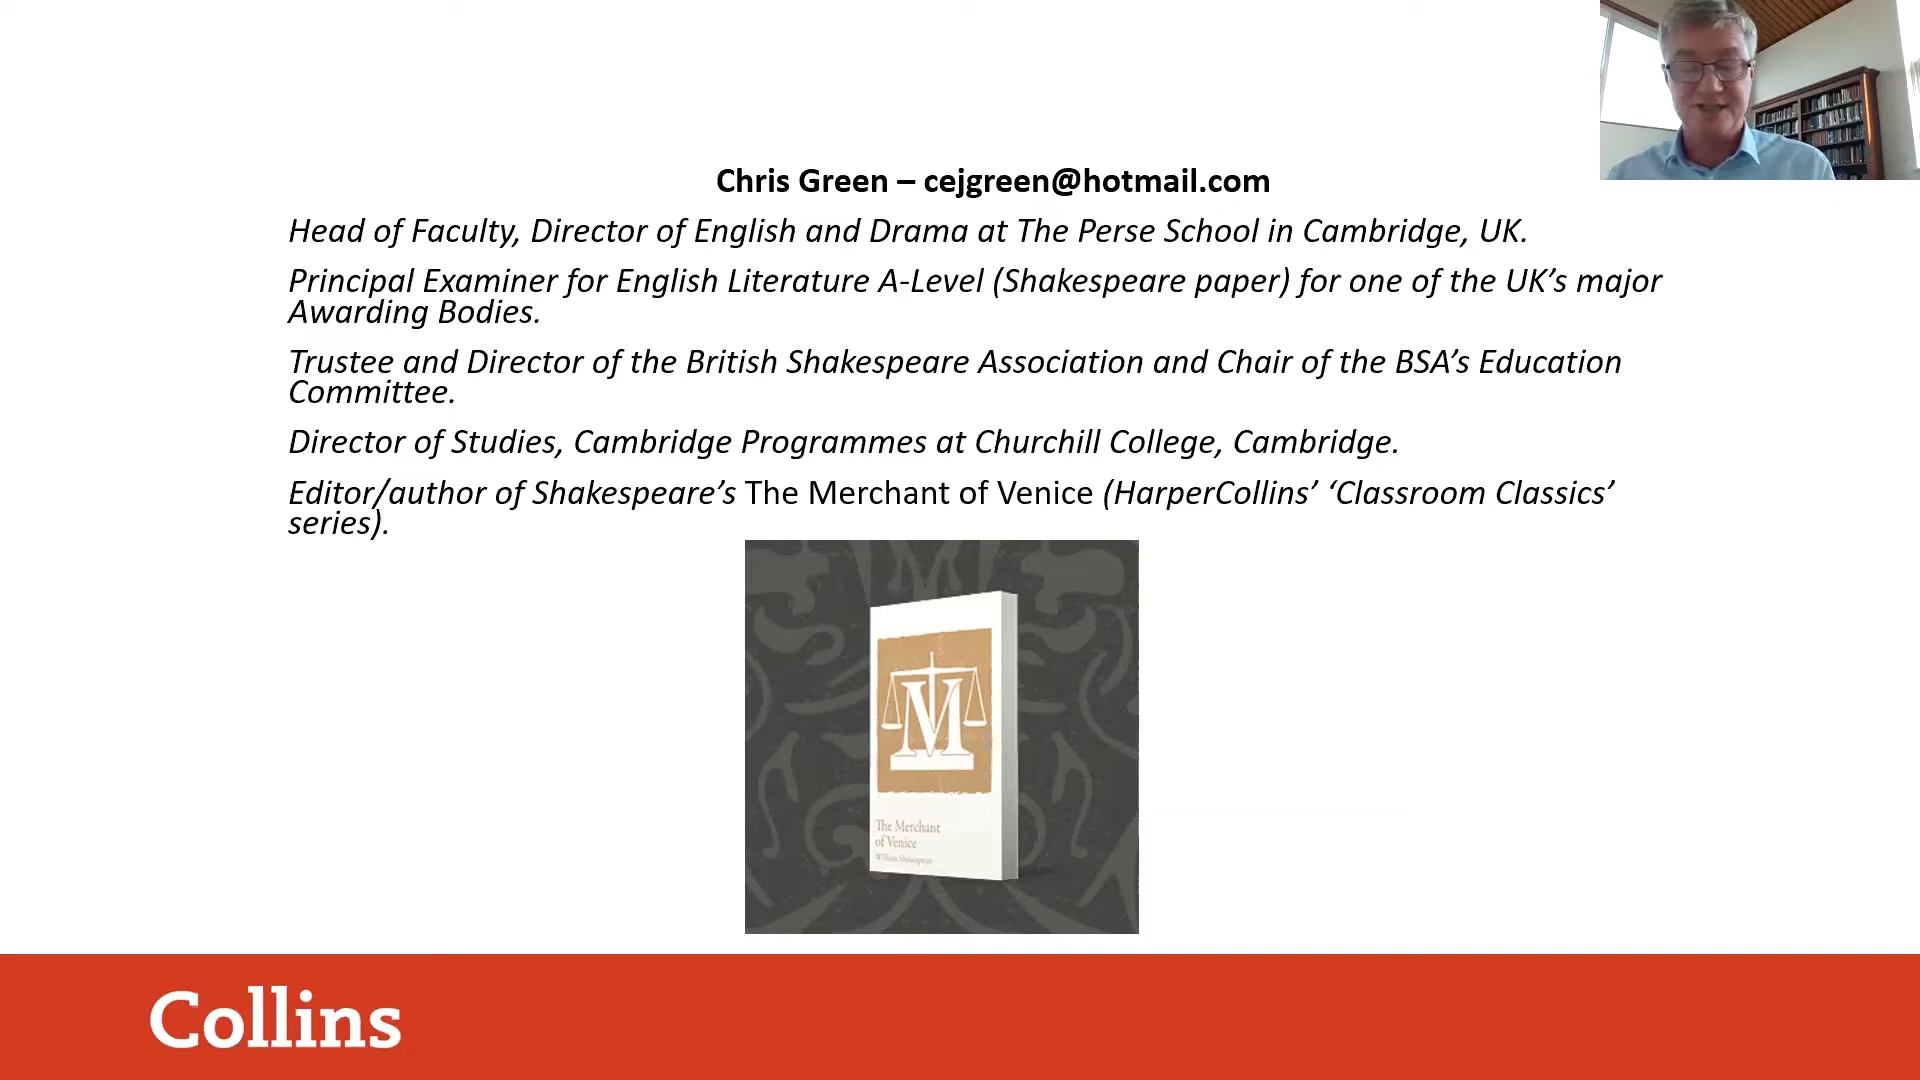 Chris Green – cejgreen@hotmail.com
Head of Faculty, Director of English and Drama at The Perse School in Cambridge, UK.
Principal Examiner for English Literature A-Level (Shakespeare paper) for one of the UK’s major
Awarding Bodies.
Trustee and Director of the British Shakespeare Association and Chair of the BSA’s Education
Committee.
Director of Studies, Cambridge Programmes at Churchill College, Cambridge.
Editor/author of Shakespeare’s The Merchant of Venice (HarperCollins’ ‘Classroom Classics’
series).
M
The Merchant
of Venice
William Shakespeare
Collins